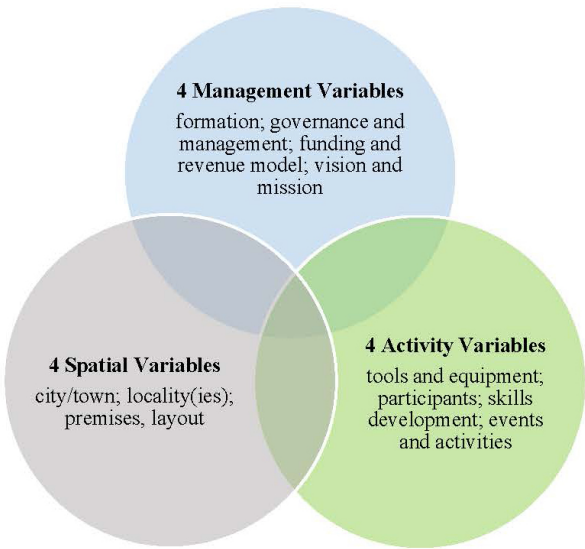 4 Management Variables
formation; governance and
management; funding and
revenue model; vision and
mission
4 Spatial Variables
city/town; locality(ies);
premises, layout
4 Activity Variables
tools and equipment;
participants; skills
development; events
and activities